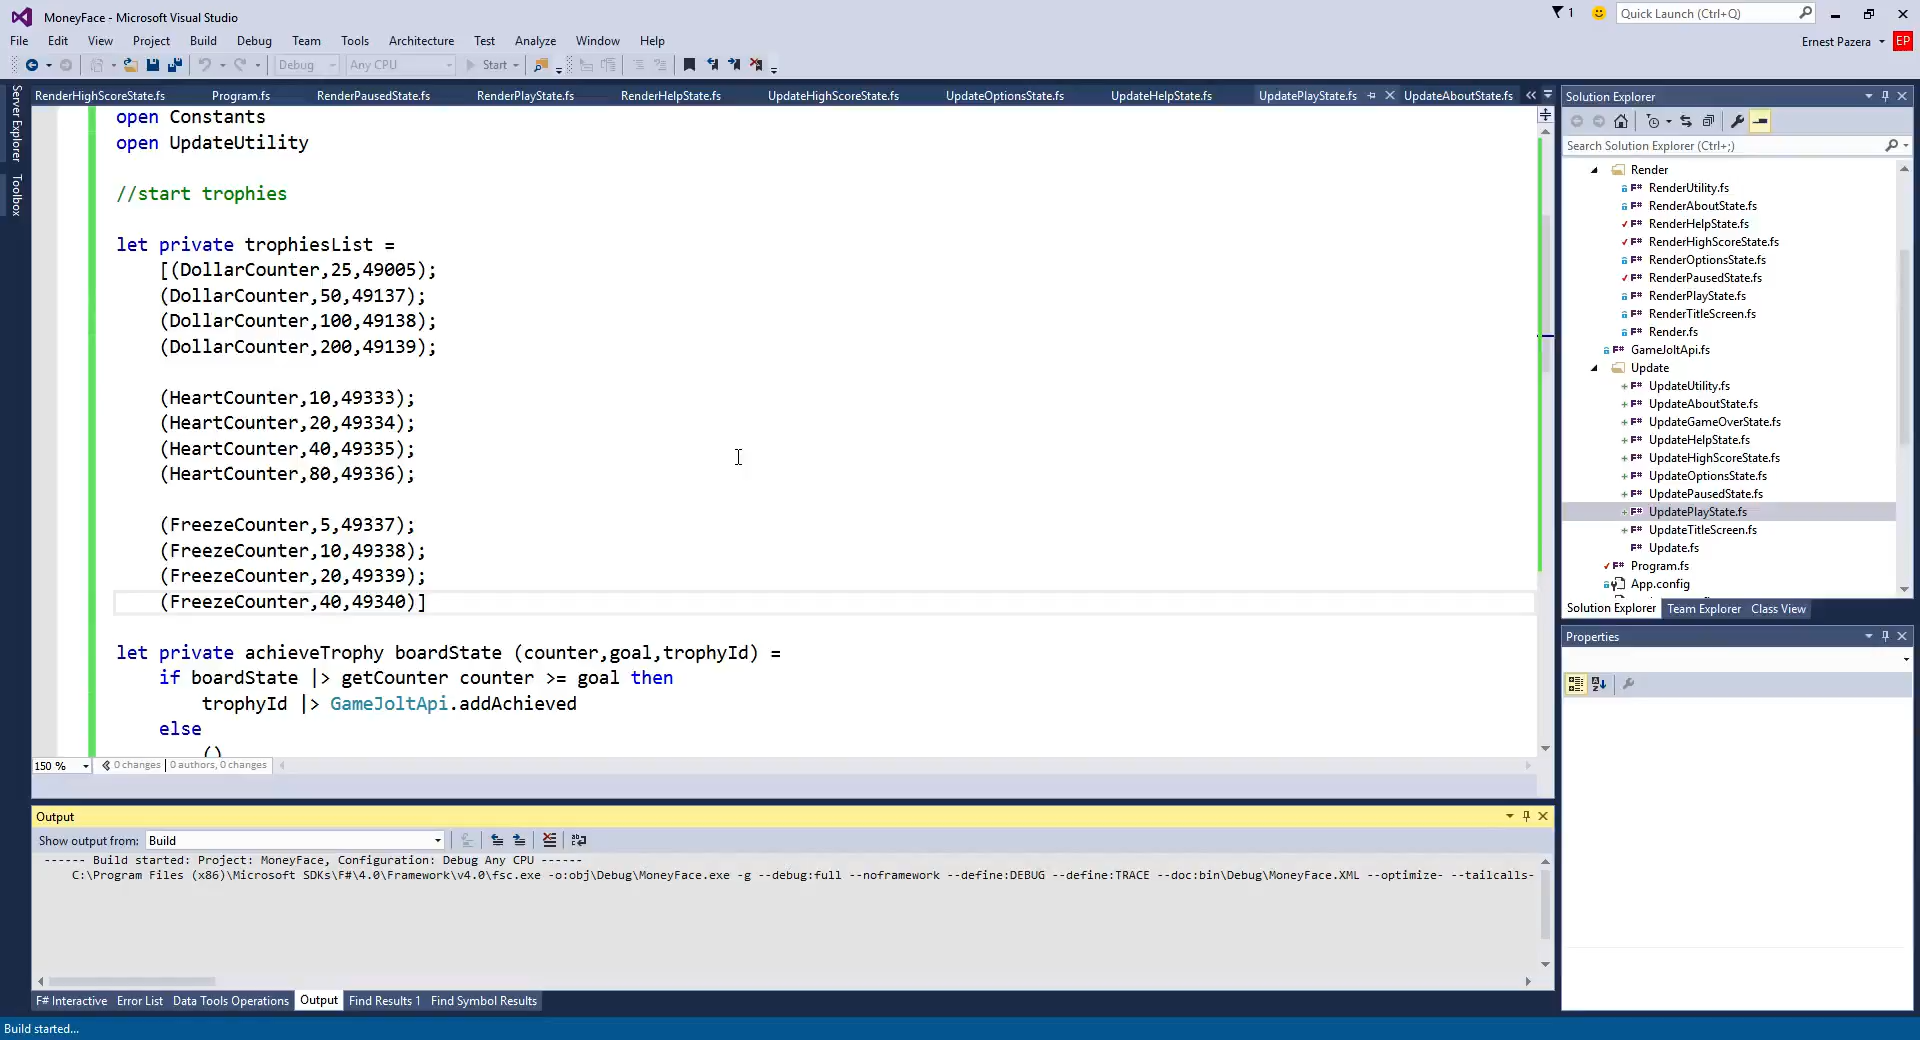 MoneyFace - Microsoft Visual Studio
1
Quick Launch (Ctrl+Q)
File Edit View Project Build Debug Team Tools Architecture Test Analyze Window Help
Ernest Pazera EP
Debug Any CPU Start
RenderHighScoreState.fs Program.fs RenderPausedState.fs RenderPlayState.fs RenderHelpState.fs UpdateHighScoreState.fs UpdateOptionsState.fs UpdateHelpState.fs UpdatePlayState.fs UpdateAboutState.fs
Server Explorer
Toolbox
open Constants
open UpdateUtility
//start trophies
let private trophiesList =
[(DollarCounter,25,49005);
(DollarCounter,50,49137);
(DollarCounter,100,49138);
(DollarCounter,200,49139);
(HeartCounter,10,49333);
(HeartCounter,20,49334);
(HeartCounter,40,49335);
(HeartCounter,80,49336);
(FreezeCounter,5,49337);
(FreezeCounter,10,49338);
(FreezeCounter,20,49339);
(FreezeCounter,40,49340)]
let private achieveTrophy boardState (counter,goal,trophyId) =
if boardState |> getCounter counter >= goal then
trophyId |> GameJoltApi.addAchieved
else
()
150 % 0 changes | 0 authors, 0 changes
Output
Show output from: Build
------ Build started: Project: MoneyFace, Configuration: Debug Any CPU ------
C:\Program Files (x86)\Microsoft SDKs\F#\4.0\Framework\v4.0\fsc.exe -o:obj\Debug\MoneyFace.exe -g --debug:full --noframework --define:DEBUG --define:TRACE --doc:bin\Debug\MoneyFace.XML --optimize- --tailcalls-
F# Interactive Error List Data Tools Operations Output Find Results 1 Find Symbol Results
Build started...
Solution Explorer
Search Solution Explorer (Ctrl+;)
Render
F# RenderUtility.fs
F# RenderAboutState.fs
F# RenderHelpState.fs
F# RenderHighScoreState.fs
F# RenderOptionsState.fs
F# RenderPausedState.fs
F# RenderPlayState.fs
F# RenderTitleScreen.fs
F# Render.fs
F# GameJoltApi.fs
Update
F# UpdateUtility.fs
F# UpdateAboutState.fs
F# UpdateGameOverState.fs
F# UpdateHelpState.fs
F# UpdateHighScoreState.fs
F# UpdateOptionsState.fs
F# UpdatePausedState.fs
F# UpdatePlayState.fs
F# UpdateTitleScreen.fs
F# Update.fs
F# Program.fs
App.config
Solution Explorer Team Explorer Class View
Properties